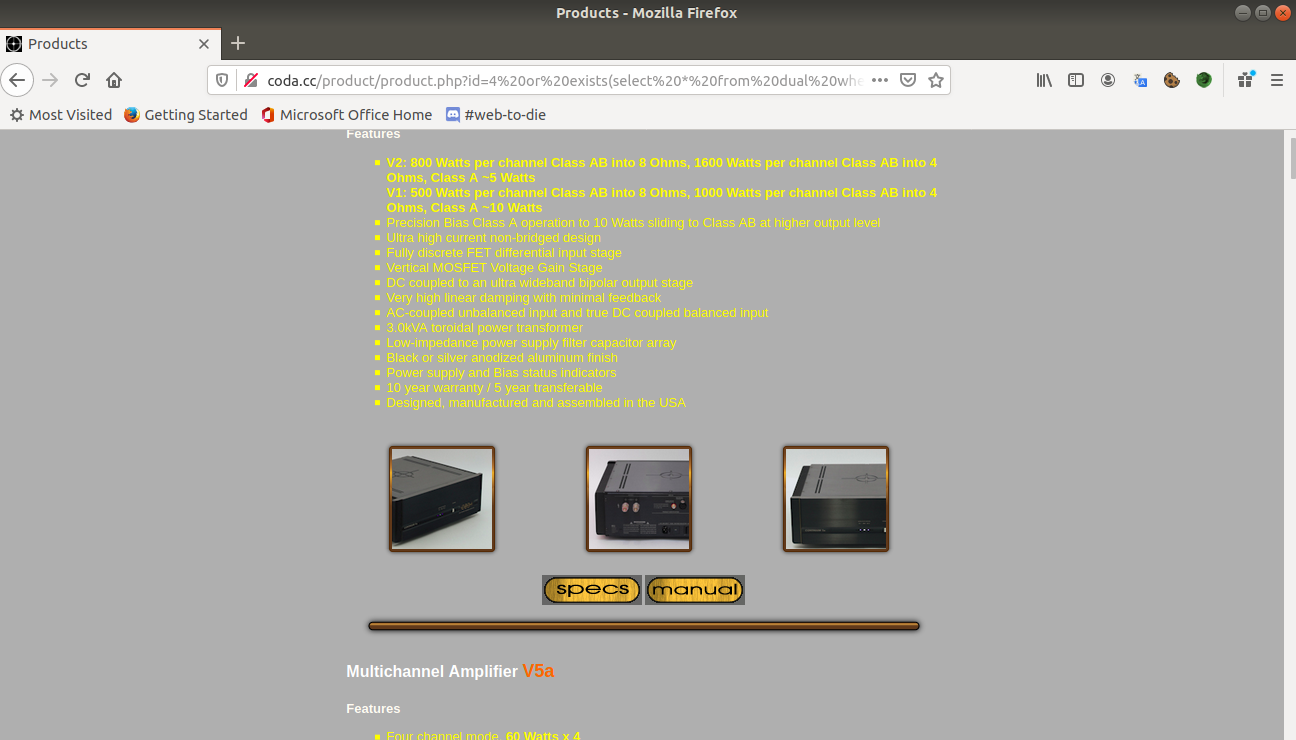 Products - Mozilla Firefox
Products
coda.cc/product/product.php?id=4%20or%20exists(select%20*%20from%20dual%20whe
Most Visited Getting Started Microsoft Office Home #web-to-die
Features
V2: 800 Watts per channel Class AB into 8 Ohms, 1600 Watts per channel Class AB into 4
Ohms, Class A ~5 Watts
V1: 500 Watts per channel Class AB into 8 Ohms, 1000 Watts per channel Class AB into 4
Ohms, Class A ~10 Watts
Precision Bias Class A operation to 10 Watts sliding to Class AB at higher output level
Ultra high current non-bridged design
Fully discrete FET differential input stage
Vertical MOSFET Voltage Gain Stage
DC coupled to an ultra wideband bipolar output stage
Very high linear damping with minimal feedback
AC-coupled unbalanced input and true DC coupled balanced input
3.0kVA toroidal power transformer
Low-impedance power supply filter capacitor array
Black or silver anodized aluminum finish
Power supply and Bias status indicators
10 year warranty / 5 year transferable
Designed, manufactured and assembled in the USA
specs manual
Multichannel Amplifier V5a
Features
Four channel mode, 60 Watts x 4